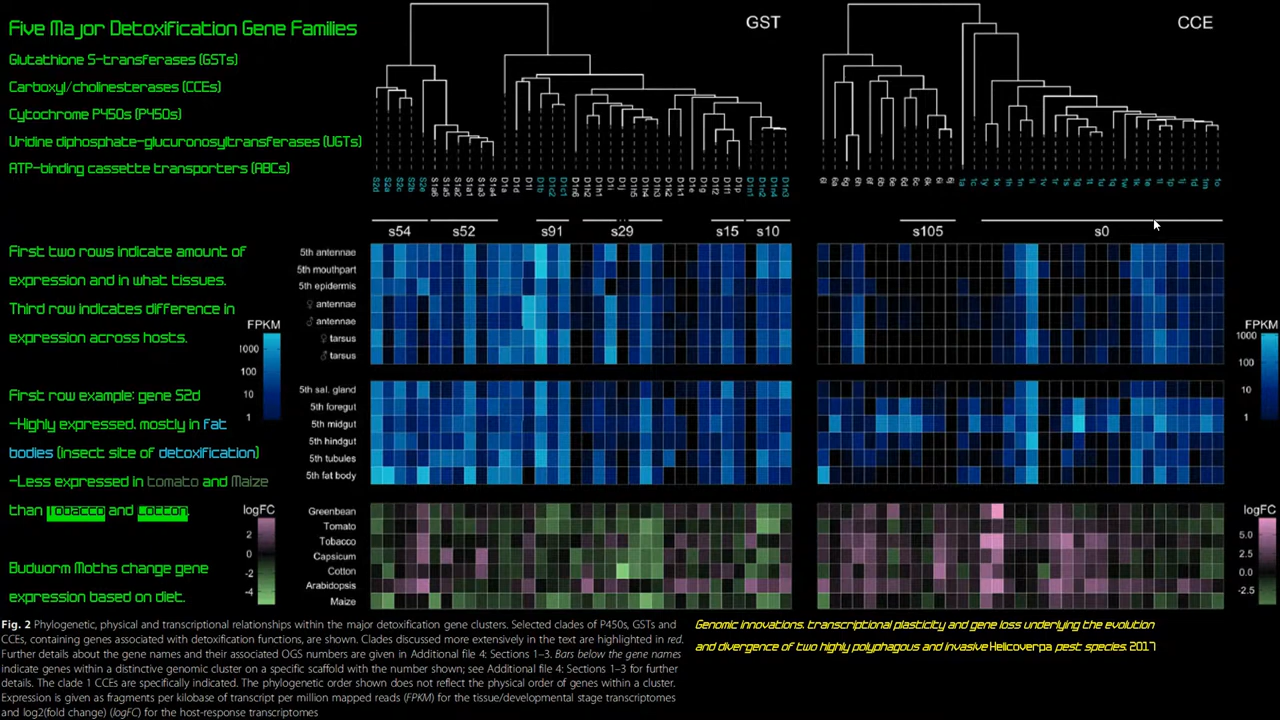 Five Major Detoxification Gene Families
Glutathione S-transferases (GSTs)
Carboxyl/cholinesterases (CCEs)
Cytochrome P450s (P450s)
Uridine diphosphate-glucuronosyltransferases (UGTs)
ATP-binding cassette transporters (ABCs)
GST
CCE
s54 s52 s91 s29 s15 s10
s105 s0
First two rows indicate amount of
expression and in what tissues.
Third row indicates difference in
expression across hosts.
First row example: gene S2d
-Highly expressed, mostly in fat
bodies (insect site of detoxification)
-Less expressed in tomato and Maize
than Tobacco and Cotton.
Budworm Moths change gene
expression based on diet.
FPKM
1000
100
10
1
logFC
2
0
-2
-4
5th antennae
5th mouthpart
5th epidermis
♀ antennae
♂ antennae
♀ tarsus
♂ tarsus
5th sal. gland
5th foregut
5th midgut
5th hindgut
5th tubules
5th fat body
Greenbean
Tomato
Tobacco
Capsicum
Cotton
Arabidopsis
Maize
FPKM
1000
100
10
1
logFC
5.0
2.5
0.0
-2.5
Fig. 2 Phylogenetic, physical and transcriptional relationships within the major detoxification gene clusters. Selected clades of P450s, GSTs and
CCEs, containing genes associated with detoxification functions, are shown. Clades discussed more extensively in the text are highlighted in red.
Further details about the gene names and their associated OGS numbers are given in Additional file 4: Sections 1–3. Bars below the gene names
indicate genes within a distinctive genomic cluster on a specific scaffold with the number shown; see Additional file 4: Sections 1–3 for further
details. The clade 1 CCEs are specifically indicated. The phylogenetic order shown does not reflect the physical order of genes within a cluster.
Expression is given as fragments per kilobase of transcript per million mapped reads (FPKM) for the tissue/developmental stage transcriptomes
and log2(fold change) (logFC) for the host-response transcriptomes
Genomic innovations, transcriptional plasticity and gene loss underlying the evolution
and divergence of two highly polyphagous and invasive Helicoverpa pest species. 2017